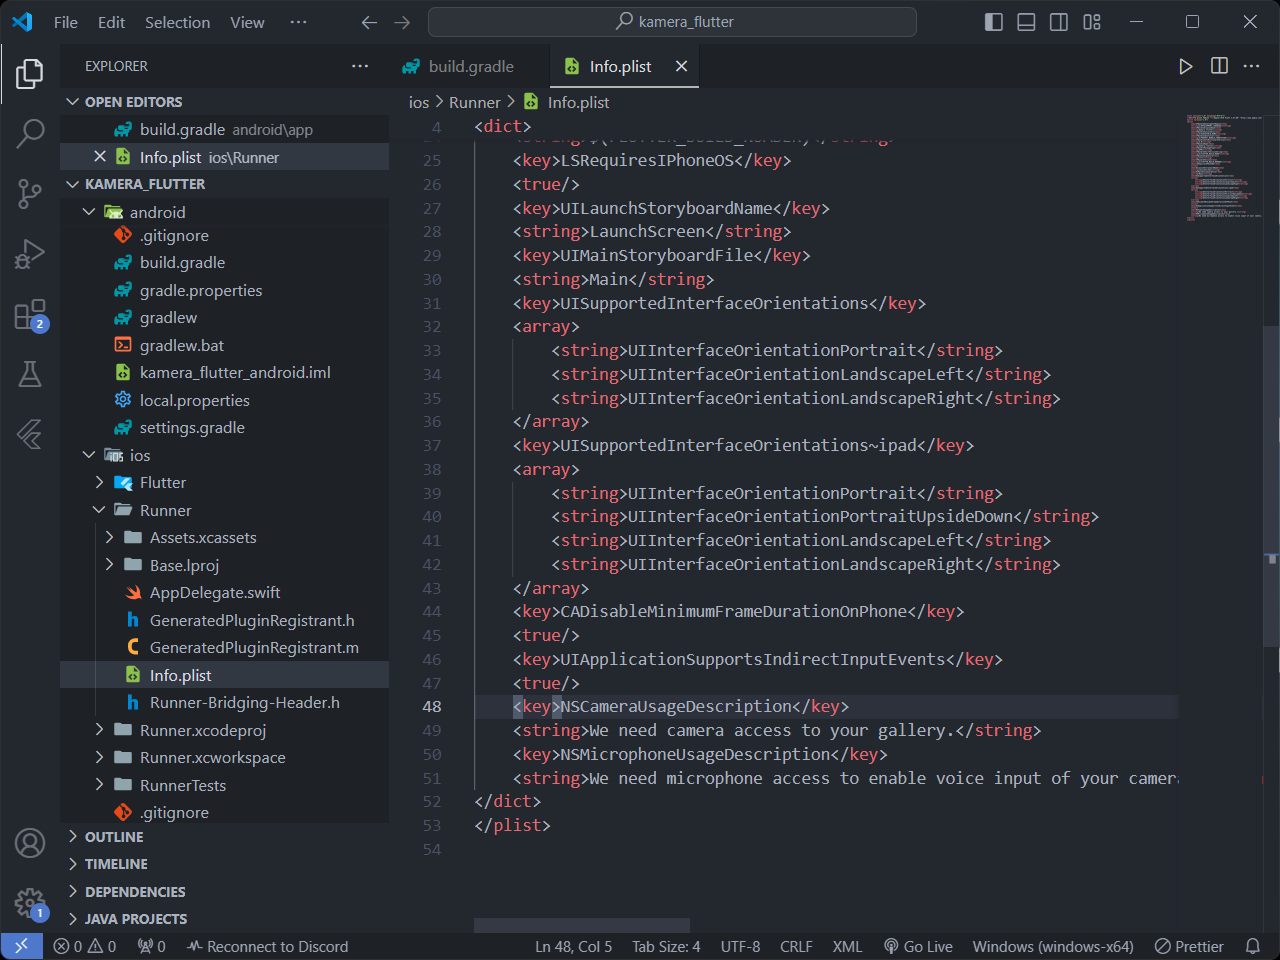 File Edit Selection View ··· kamera_flutter
EXPLORER ···
OPEN EDITORS
build.gradle android\app
Info.plist ios\Runner
KAMERA_FLUTTER
android
.gitignore
build.gradle
gradle.properties
gradlew
gradlew.bat
kamera_flutter_android.iml
local.properties
settings.gradle
ios
Flutter
Runner
Assets.xcassets
Base.lproj
AppDelegate.swift
GeneratedPluginRegistrant.h
GeneratedPluginRegistrant.m
Info.plist
Runner-Bridging-Header.h
Runner.xcodeproj
Runner.xcworkspace
RunnerTests
.gitignore
OUTLINE
TIMELINE
DEPENDENCIES
JAVA PROJECTS
2
1
build.gradle Info.plist
ios > Runner > Info.plist
4 <dict>
25 <key>LSRequiresIPhoneOS</key>
26 <true/>
27 <key>UILaunchStoryboardName</key>
28 <string>LaunchScreen</string>
29 <key>UIMainStoryboardFile</key>
30 <string>Main</string>
31 <key>UISupportedInterfaceOrientations</key>
32 <array>
33 <string>UIInterfaceOrientationPortrait</string>
34 <string>UIInterfaceOrientationLandscapeLeft</string>
35 <string>UIInterfaceOrientationLandscapeRight</string>
36 </array>
37 <key>UISupportedInterfaceOrientations~ipad</key>
38 <array>
39 <string>UIInterfaceOrientationPortrait</string>
40 <string>UIInterfaceOrientationPortraitUpsideDown</string>
41 <string>UIInterfaceOrientationLandscapeLeft</string>
42 <string>UIInterfaceOrientationLandscapeRight</string>
43 </array>
44 <key>CADisableMinimumFrameDurationOnPhone</key>
45 <true/>
46 <key>UIApplicationSupportsIndirectInputEvents</key>
47 <true/>
48 <key>NSCameraUsageDescription</key>
49 <string>We need camera access to your gallery.</string>
50 <key>NSMicrophoneUsageDescription</key>
51 <string>We need microphone access to enable voice input of your camera
52 </dict>
53 </plist>
54
0 0 0 Reconnect to Discord Ln 48, Col 5 Tab Size: 4 UTF-8 CRLF XML Go Live Windows (windows-x64) Prettier